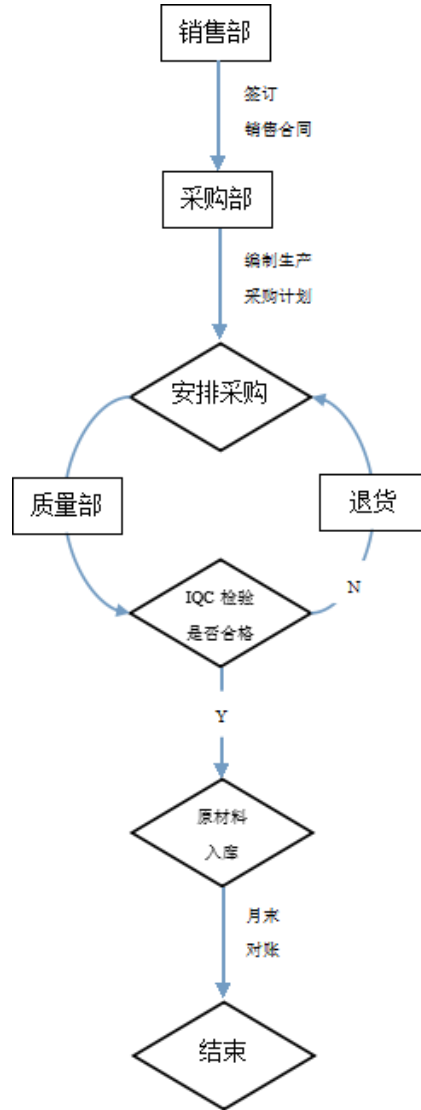 销售部
签订
销售合同
采购部
编制生产
采购计划
安排采购
质量部
退货
IQC 检验
是否合格
N
Y
原材料
入库
月末
对账
结束